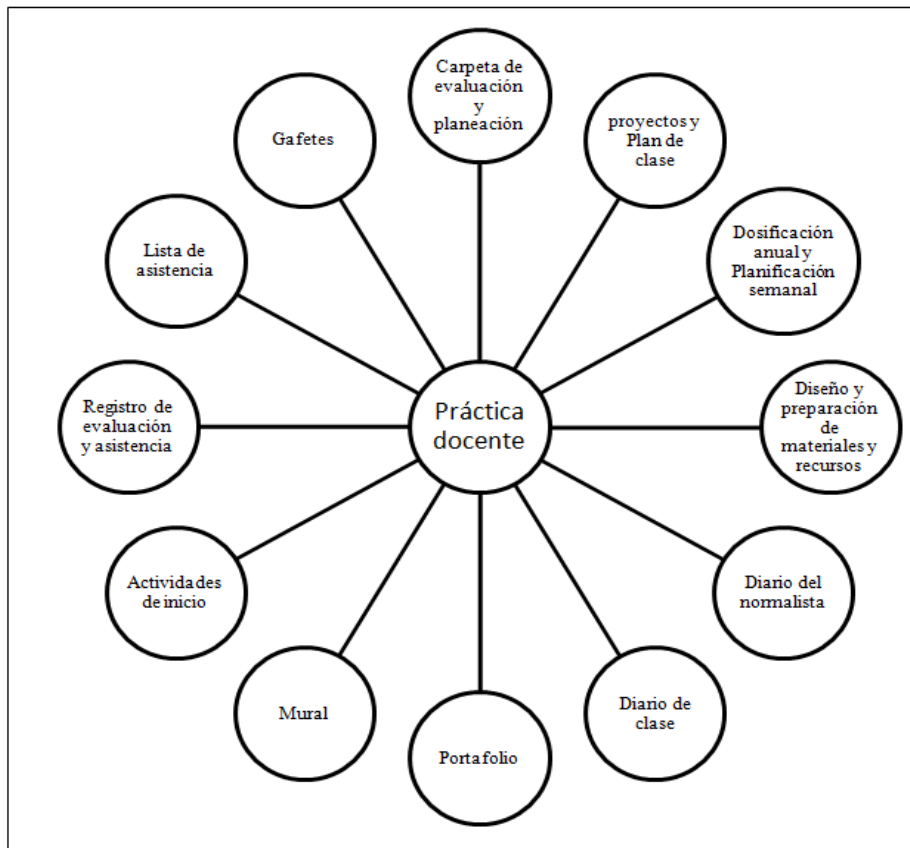 Carpeta de
evaluación
y
planeación
proyectos y
Plan de
clase
Dosificación
anual y
Planificación
semanal
Diseño y
preparación
de
materiales y
recursos
Diario del
normalista
Diario de
clase
Portafolio
Mural
Actividades
de inicio
Registro de
evaluación
y asistencia
Lista de
asistencia
Gafetes
Práctica
docente